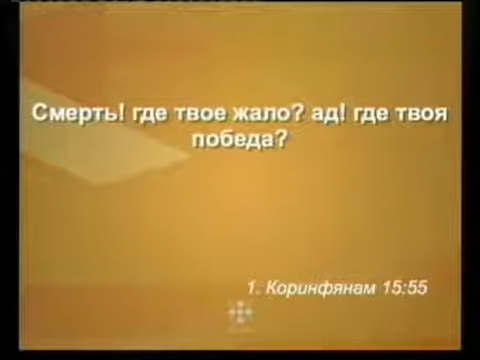 Смерть! где твое жало? ад! где твоя
победа?
1. Коринфянам 15:55